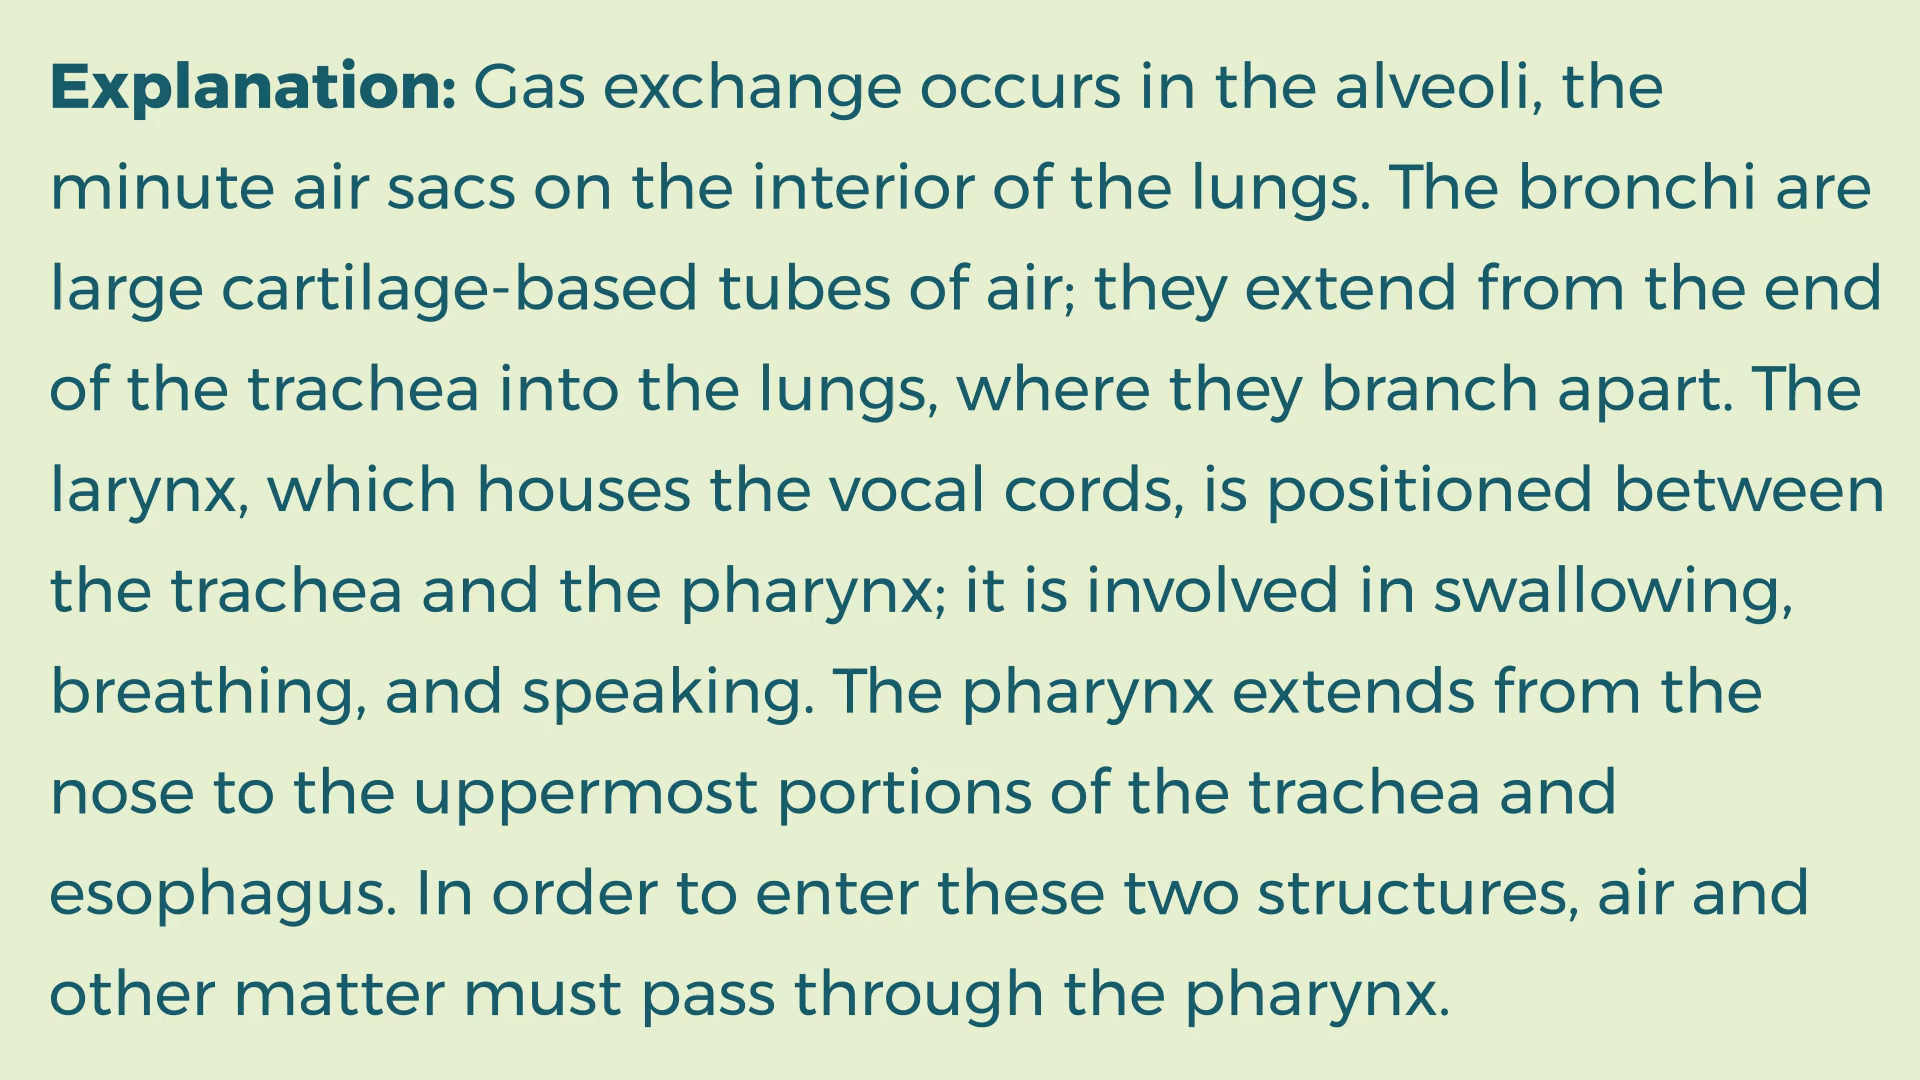 Explanation: Gas exchange occurs in the alveoli, the
minute air sacs on the interior of the lungs. The bronchi are
large cartilage-based tubes of air; they extend from the end
of the trachea into the lungs, where they branch apart. The
larynx, which houses the vocal cords, is positioned between
the trachea and the pharynx; it is involved in swallowing,
breathing, and speaking. The pharynx extends from the
nose to the uppermost portions of the trachea and
esophagus. In order to enter these two structures, air and
other matter must pass through the pharynx.